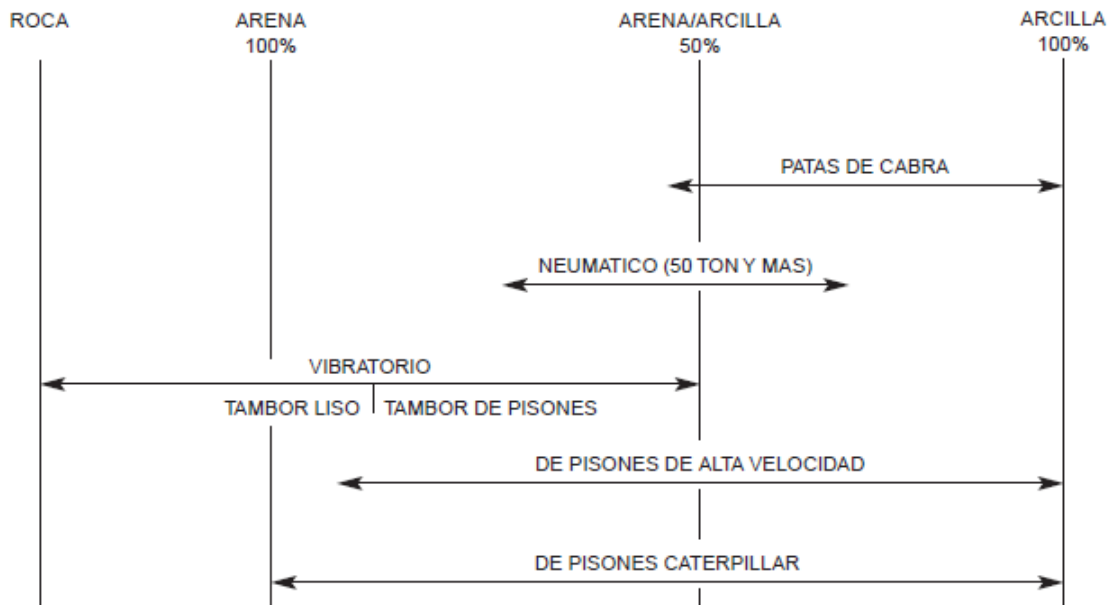 ROCA
ARENA
100%
ARENA/ARCILLA
50%
ARCILLA
100%
PATAS DE CABRA
NEUMATICO (50 TON Y MAS)
VIBRATORIO
TAMBOR LISO
TAMBOR DE PISONES
DE PISONES DE ALTA VELOCIDAD
DE PISONES CATERPILLAR